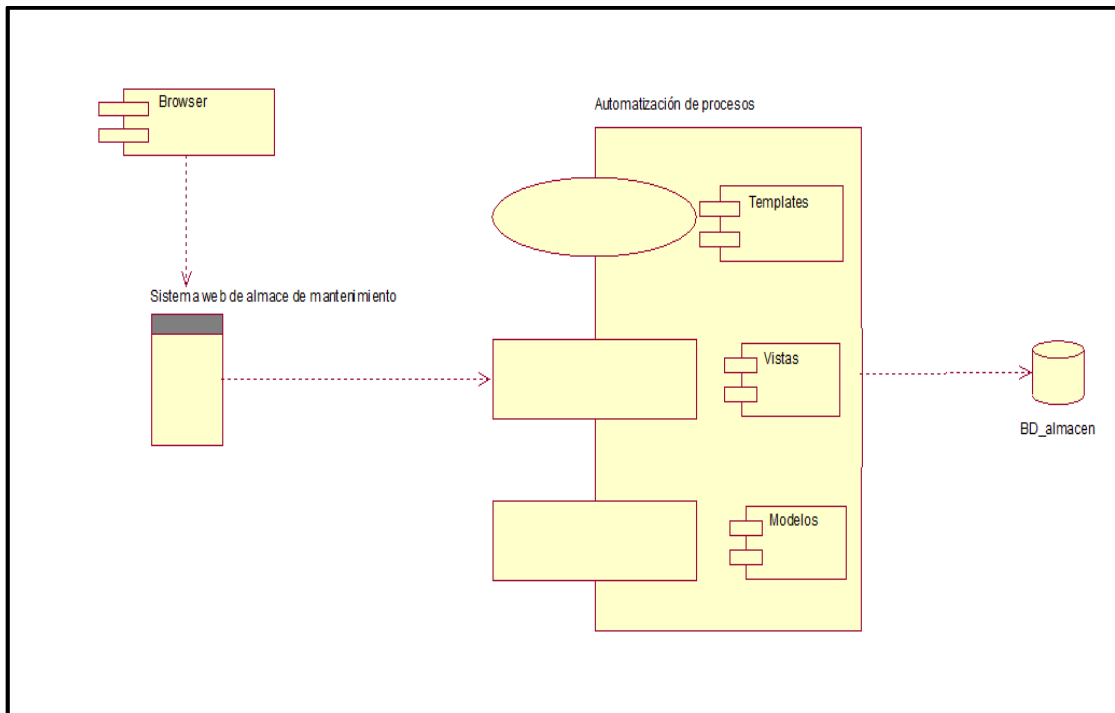 Browser
Automatización de procesos
Templates
Sistema web de almace de mantenimiento
Vistas
BD_almacen
Modelos